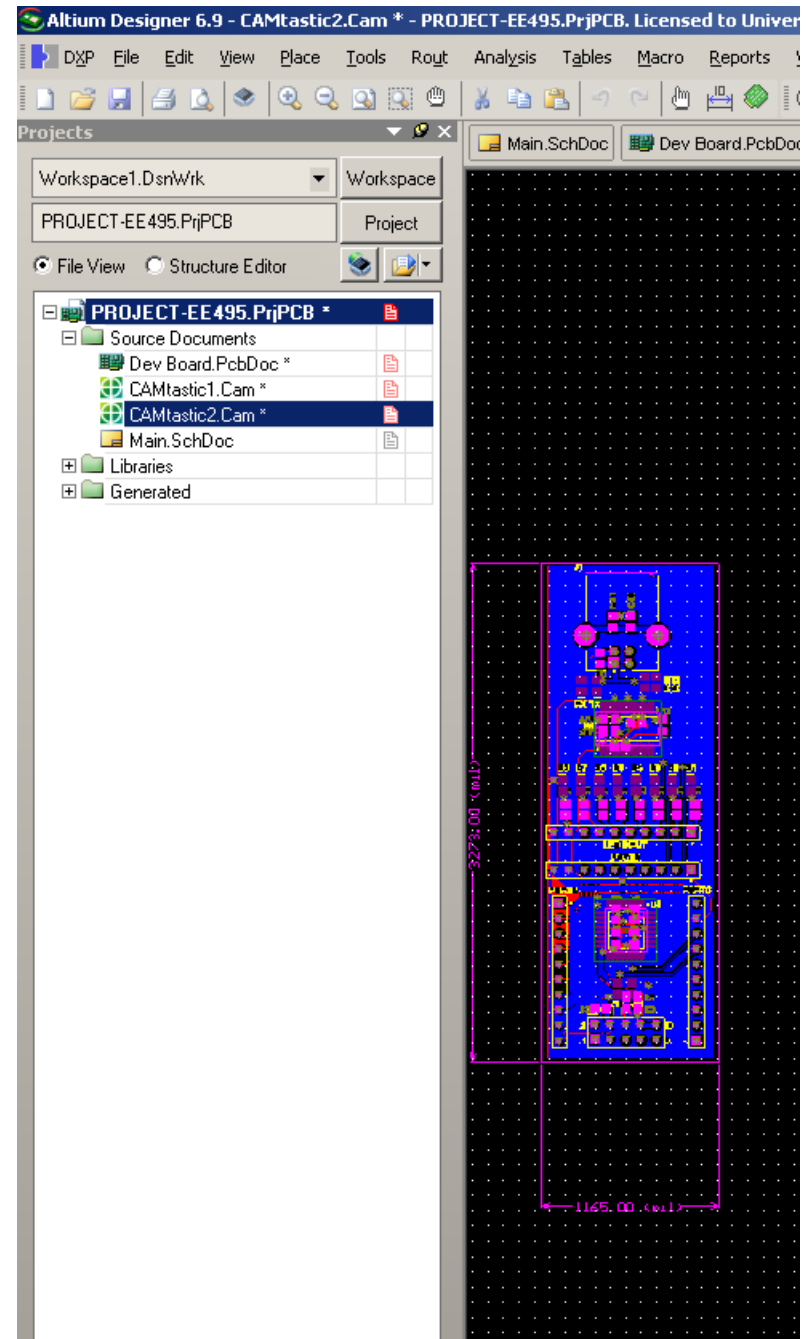 Altium Designer 6.9 - CAMtastic2.Cam * - PROJECT-EE495.PrjPCB. Licensed to Univer
DXP File Edit View Place Tools Rout Analysis Tables Macro Reports
Projects
Main.SchDoc Dev Board.PcbDoc
Workspace1.DsnWrk Workspace
PROJECT-EE495.PrjPCB Project
File View Structure Editor
PROJECT-EE495.PrjPCB *
Source Documents
Dev Board.PcbDoc *
CAMtastic1.Cam *
CAMtastic2.Cam *
Main.SchDoc
Libraries
Generated
3273.00 (mil)
1165.00 (mil)